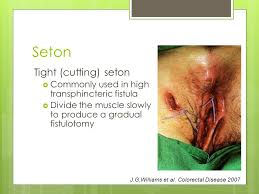 Seton
Tight (cutting) seton
Commonly used in high
transphincteric fistula
Divide the muscle slowly
to produce a gradual
fistulotomy
J.G.Williams et al. Colorectal Disease 2007